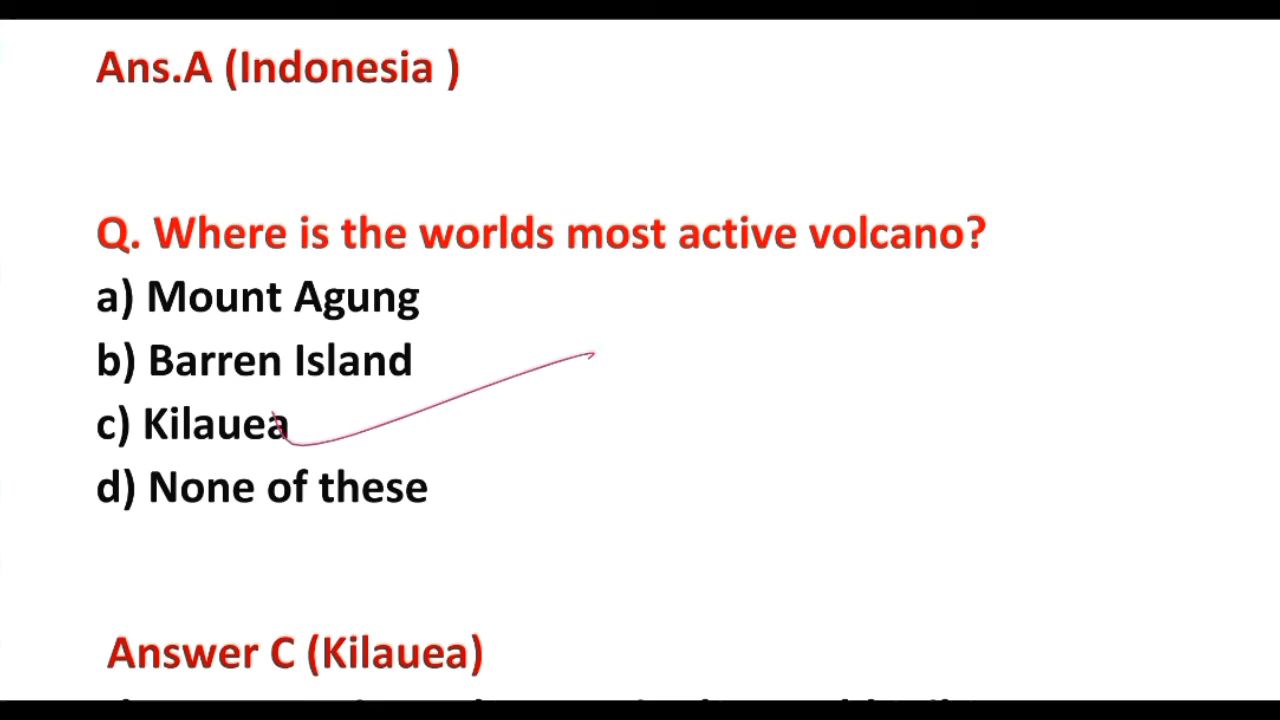 Ans.A (Indonesia )
Q. Where is the worlds most active volcano?
a) Mount Agung
b) Barren Island
c) Kilauea
d) None of these
Answer C (Kilauea)